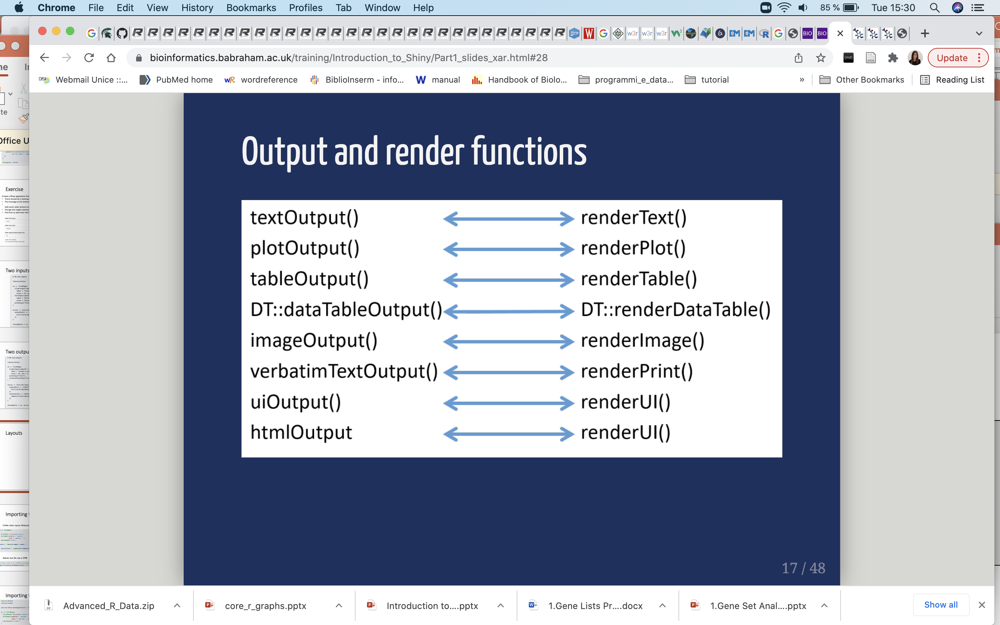 Chrome File Edit View History Bookmarks Profiles Tab Window Help 85 % Tue 15:30
bioinformatics.babraham.ac.uk/training/Introduction_to_Shiny/Part1_slides_xar.html#28 Update
Webmail Unice ::... PubMed home wordreference BiblioInserm - info... manual Handbook of Biolo... programmi_e_data... tutorial » Other Bookmarks Reading List
Output and render functions
textOutput() renderText()
plotOutput() renderPlot()
tableOutput() renderTable()
DT::dataTableOutput() DT::renderDataTable()
imageOutput() renderImage()
verbatimTextOutput() renderPrint()
uiOutput() renderUI()
htmlOutput renderUI()
17 / 48
Office U
Exercise
Two inputs
Two outpu
Layouts
Importing
Importing
Advanced_R_Data.zip core_r_graphs.pptx Introduction to....pptx 1.Gene Lists Pr....docx 1.Gene Set Anal....pptx Show all